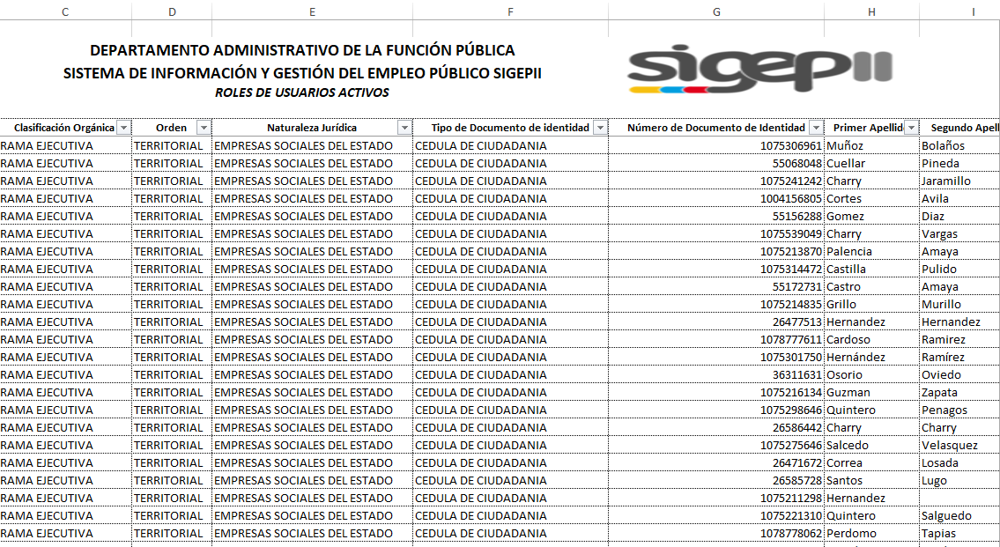 C D E F G H I
DEPARTAMENTO ADMINISTRATIVO DE LA FUNCIÓN PÚBLICA
SISTEMA DE INFORMACIÓN Y GESTIÓN DEL EMPLEO PÚBLICO SIGEPII
ROLES DE USUARIOS ACTIVOS
sigepII
Clasificación Orgánica Orden Naturaleza Jurídica Tipo de Documento de identidad Número de Documento de Identidad Primer Apellid Segundo Apell
RAMA EJECUTIVA TERRITORIAL EMPRESAS SOCIALES DEL ESTADO CEDULA DE CIUDADANIA 1075306961 Muñoz Bolaños
RAMA EJECUTIVA TERRITORIAL EMPRESAS SOCIALES DEL ESTADO CEDULA DE CIUDADANIA 55068048 Cuellar Pineda
RAMA EJECUTIVA TERRITORIAL EMPRESAS SOCIALES DEL ESTADO CEDULA DE CIUDADANIA 1075241242 Charry Jaramillo
RAMA EJECUTIVA TERRITORIAL EMPRESAS SOCIALES DEL ESTADO CEDULA DE CIUDADANIA 1004156805 Cortes Avila
RAMA EJECUTIVA TERRITORIAL EMPRESAS SOCIALES DEL ESTADO CEDULA DE CIUDADANIA 55156288 Gomez Diaz
RAMA EJECUTIVA TERRITORIAL EMPRESAS SOCIALES DEL ESTADO CEDULA DE CIUDADANIA 1075539049 Charry Vargas
RAMA EJECUTIVA TERRITORIAL EMPRESAS SOCIALES DEL ESTADO CEDULA DE CIUDADANIA 1075213870 Palencia Amaya
RAMA EJECUTIVA TERRITORIAL EMPRESAS SOCIALES DEL ESTADO CEDULA DE CIUDADANIA 1075314472 Castilla Pulido
RAMA EJECUTIVA TERRITORIAL EMPRESAS SOCIALES DEL ESTADO CEDULA DE CIUDADANIA 55172731 Castro Amaya
RAMA EJECUTIVA TERRITORIAL EMPRESAS SOCIALES DEL ESTADO CEDULA DE CIUDADANIA 1075214835 Grillo Murillo
RAMA EJECUTIVA TERRITORIAL EMPRESAS SOCIALES DEL ESTADO CEDULA DE CIUDADANIA 26477513 Hernandez Hernandez
RAMA EJECUTIVA TERRITORIAL EMPRESAS SOCIALES DEL ESTADO CEDULA DE CIUDADANIA 1078777611 Cardoso Ramirez
RAMA EJECUTIVA TERRITORIAL EMPRESAS SOCIALES DEL ESTADO CEDULA DE CIUDADANIA 1075301750 Hernández Ramírez
RAMA EJECUTIVA TERRITORIAL EMPRESAS SOCIALES DEL ESTADO CEDULA DE CIUDADANIA 36311631 Osorio Oviedo
RAMA EJECUTIVA TERRITORIAL EMPRESAS SOCIALES DEL ESTADO CEDULA DE CIUDADANIA 1075216134 Guzman Zapata
RAMA EJECUTIVA TERRITORIAL EMPRESAS SOCIALES DEL ESTADO CEDULA DE CIUDADANIA 1075298646 Quintero Penagos
RAMA EJECUTIVA TERRITORIAL EMPRESAS SOCIALES DEL ESTADO CEDULA DE CIUDADANIA 26586442 Charry Charry
RAMA EJECUTIVA TERRITORIAL EMPRESAS SOCIALES DEL ESTADO CEDULA DE CIUDADANIA 1075275646 Salcedo Velasquez
RAMA EJECUTIVA TERRITORIAL EMPRESAS SOCIALES DEL ESTADO CEDULA DE CIUDADANIA 26471672 Correa Losada
RAMA EJECUTIVA TERRITORIAL EMPRESAS SOCIALES DEL ESTADO CEDULA DE CIUDADANIA 26585728 Santos Lugo
RAMA EJECUTIVA TERRITORIAL EMPRESAS SOCIALES DEL ESTADO CEDULA DE CIUDADANIA 1075211298 Hernandez
RAMA EJECUTIVA TERRITORIAL EMPRESAS SOCIALES DEL ESTADO CEDULA DE CIUDADANIA 1075221310 Quintero Salguedo
RAMA EJECUTIVA TERRITORIAL EMPRESAS SOCIALES DEL ESTADO CEDULA DE CIUDADANIA 1078778062 Perdomo Tapias